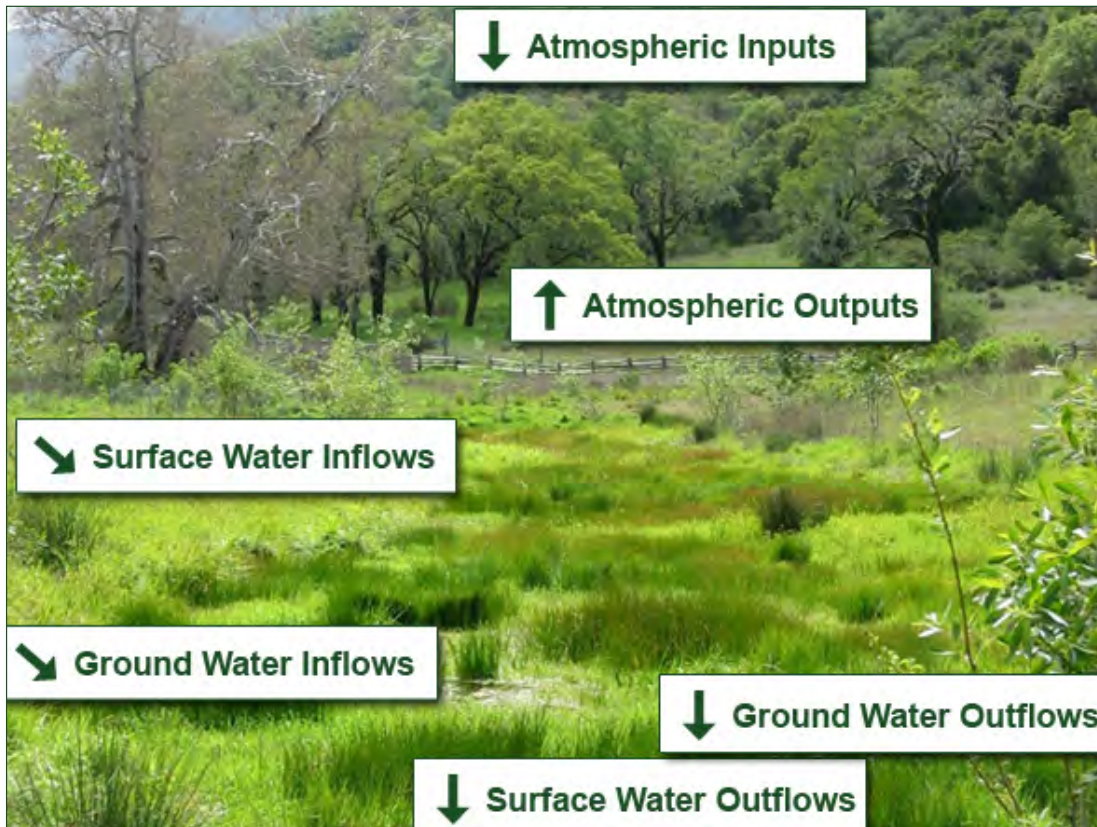 Atmospheric Inputs
Atmospheric Outputs
Surface Water Inflows
Ground Water Inflows
Ground Water Outflows
Surface Water Outflows